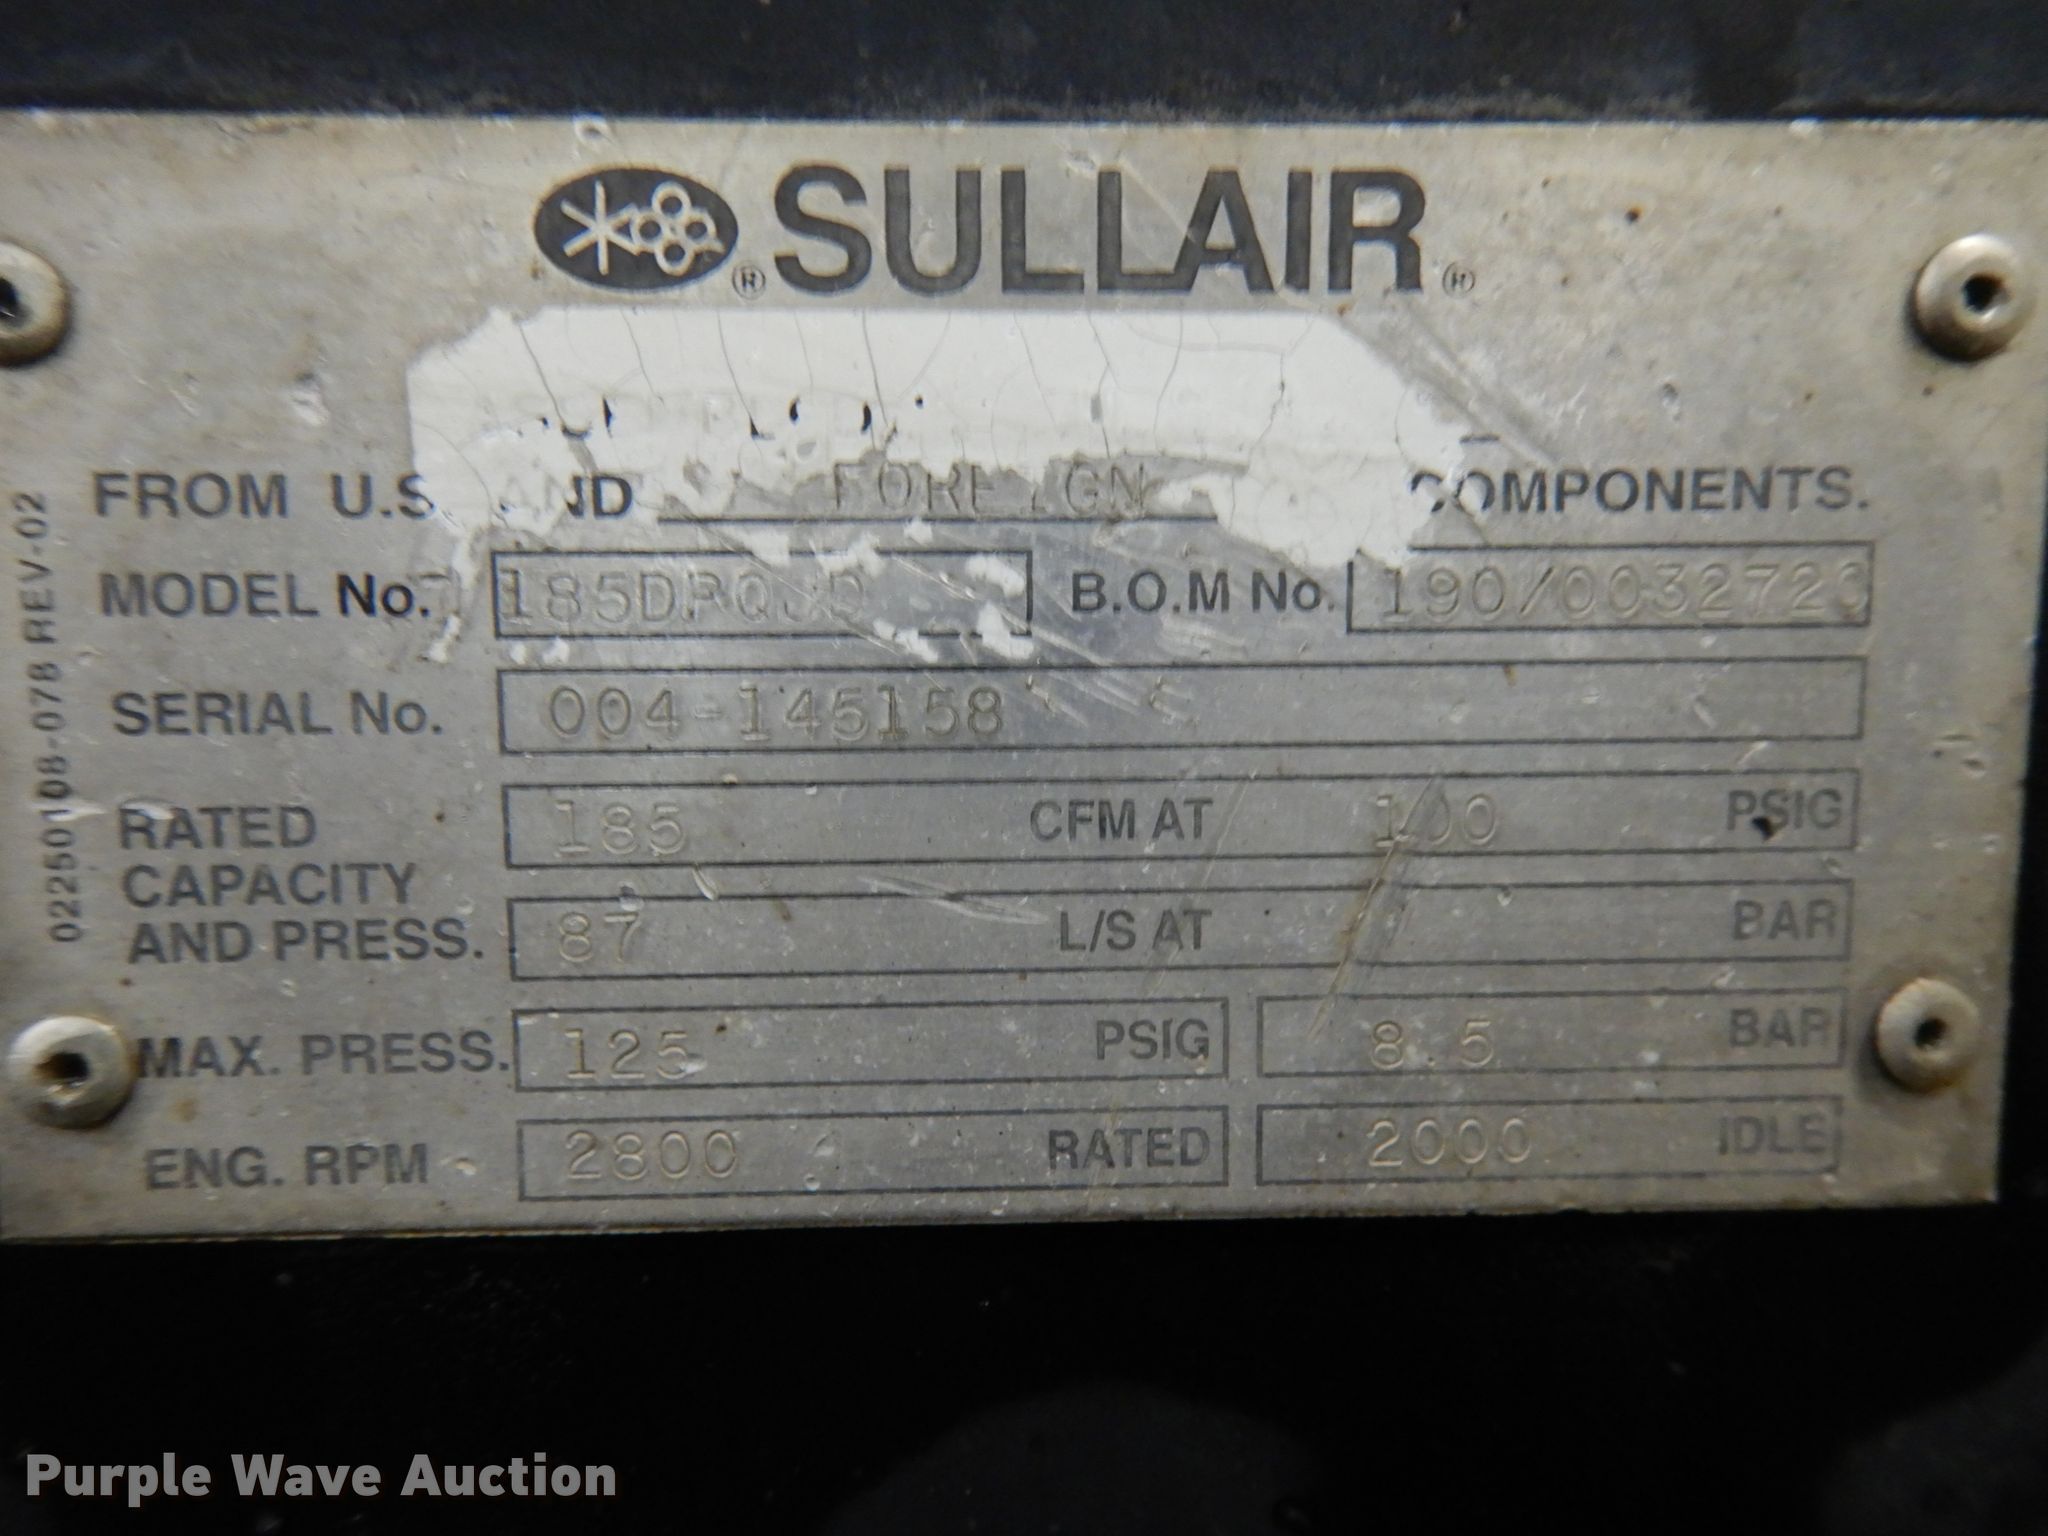 ® SULLAIR®
FROM U.S. AND FOREIGN COMPONENTS.
MODEL No. 185DPQJD B.O.M No. 190/0032720
SERIAL No. 004-145158
RATED CAPACITY AND PRESS.
185 CFM AT 100 PSIG
87 L/S AT BAR
MAX. PRESS. 125 PSIG 8.5 BAR
ENG. RPM 2800 RATED 2000 IDLE
02250108-078 REV-02
Purple Wave Auction